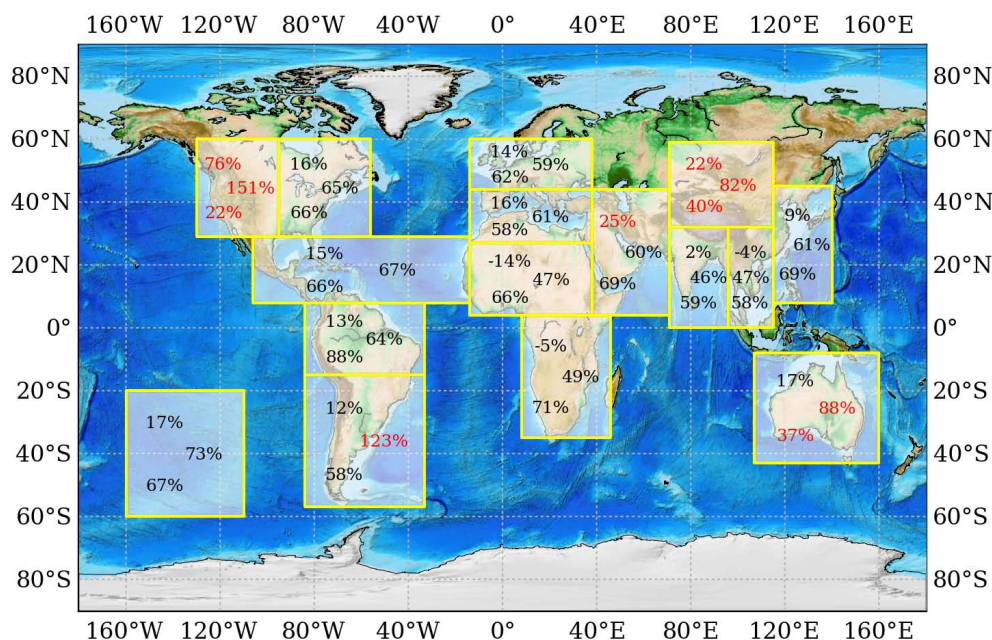 160°W 120°W 80°W 40°W 0° 40°E 80°E 120°E 160°E
80°N 80°N
60°N 60°N
14% 59%
76% 16% 22%
62%
151% 65% 82%
40°N 16% 40% 40°N
22% 66% 61% 25% 9%
58%
15% 60% 2% -4% 61%
-14%
20°N 67% 47% 46% 47% 69% 20°N
66% 66% 69% 59% 58%
13%
0° 64% -5% 0°
88%
49% 17%
20°S 20°S
12% 71% 88%
17%
123% 37%
40°S 73% 40°S
58%
67%
60°S 60°S
80°S 80°S
160°W 120°W 80°W 40°W 0° 40°E 80°E 120°E 160°E